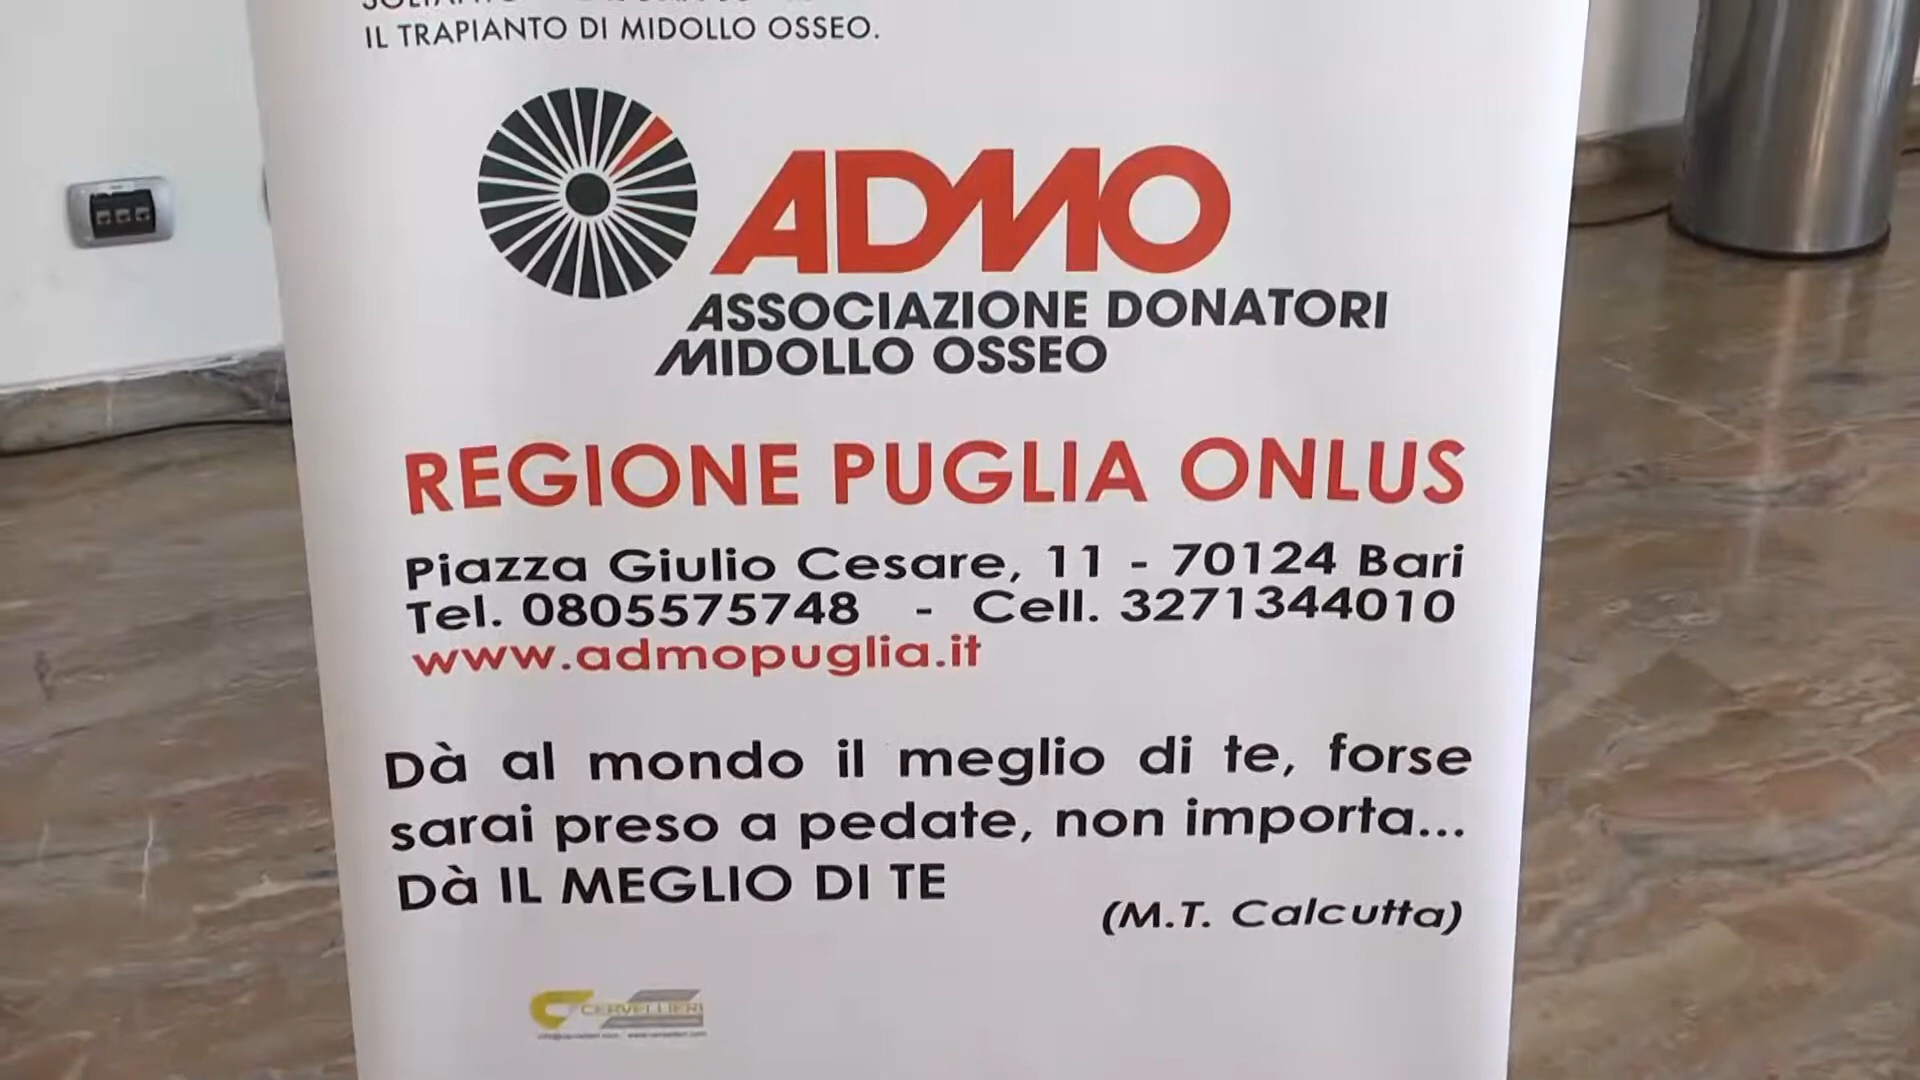 IL TRAPIANTO DI MIDOLLO OSSEO.
ADMO
ASSOCIAZIONE DONATORI
MIDOLLO OSSEO
REGIONE PUGLIA ONLUS
Piazza Giulio Cesare, 11 - 70124 Bari
Tel. 0805575748 - Cell. 3271344010
www.admopuglia.it
Dà al mondo il meglio di te, forse
sarai preso a pedate, non importa...
Dà IL MEGLIO DI TE
(M.T. Calcutta)
CERVELLIERI